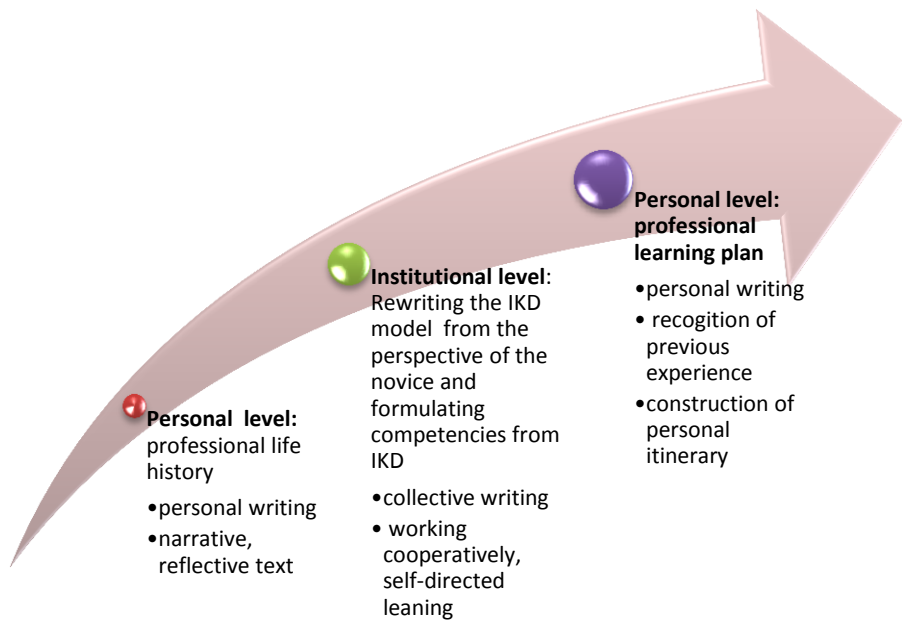 Personal level:
professional life
history
•personal writing
•narrative,
reflective text
Institutional level:
Rewriting the IKD
model from the
perspective of the
novice and
formulating
competencies from
IKD
•collective writing
• working
cooperatively,
self-directed
leaning
Personal level:
professional
learning plan
•personal writing
• recogition of
previous
experience
•construction of
personal
itinerary